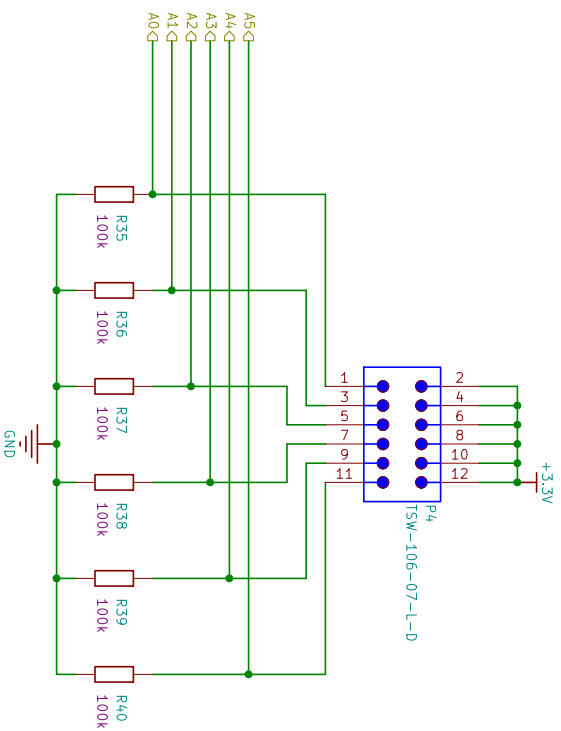 A0
A1
A2
A3
A4
A5
R35
100k
R36
100k
R37
100k
R38
100k
R39
100k
R40
100k
GND
1
2
3
4
5
6
7
8
9
10
11
12
+3.3V
P4
TSW-106-07-L-D